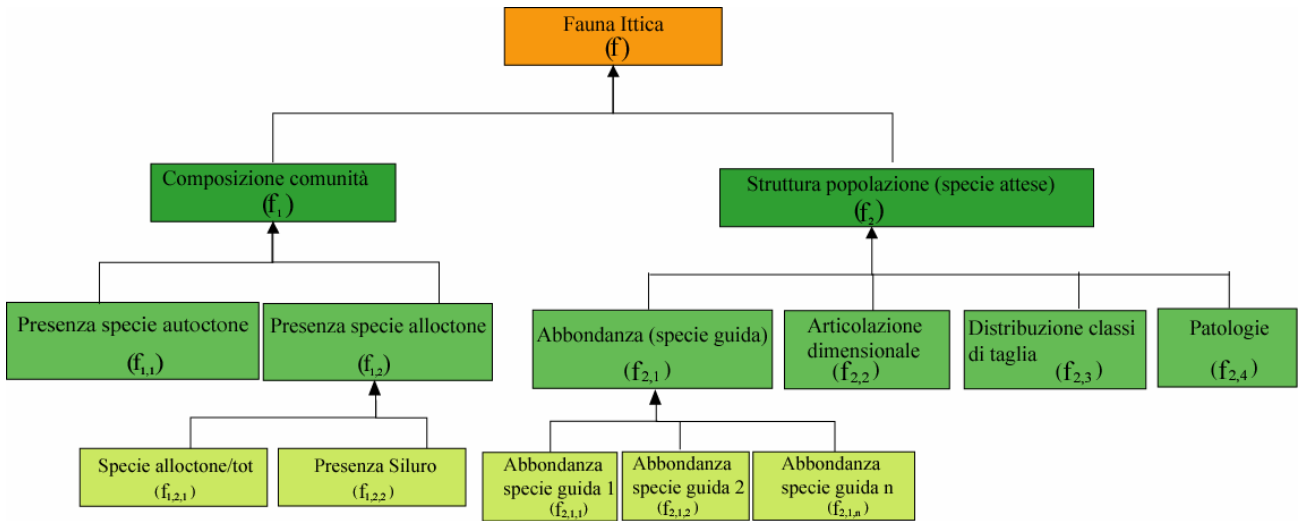 Fauna Ittica
(f)
Composizione comunità
(f1)
Struttura popolazione (specie attese)
(f2)
Presenza specie autoctone
(f1,1)
Presenza specie alloctone
(f1,2)
Abbondanza (specie guida)
(f2,1)
Articolazione
dimensionale
(f2,2)
Distribuzione classi
di taglia
(f2,3)
Patologie
(f2,4)
Specie alloctone/tot
(f1,2,1)
Presenza Siluro
(f1,2,2)
Abbondanza
specie guida 1
(f2,1,1)
Abbondanza
specie guida 2
(f2,1,2)
Abbondanza
specie guida n
(f2,1,n)